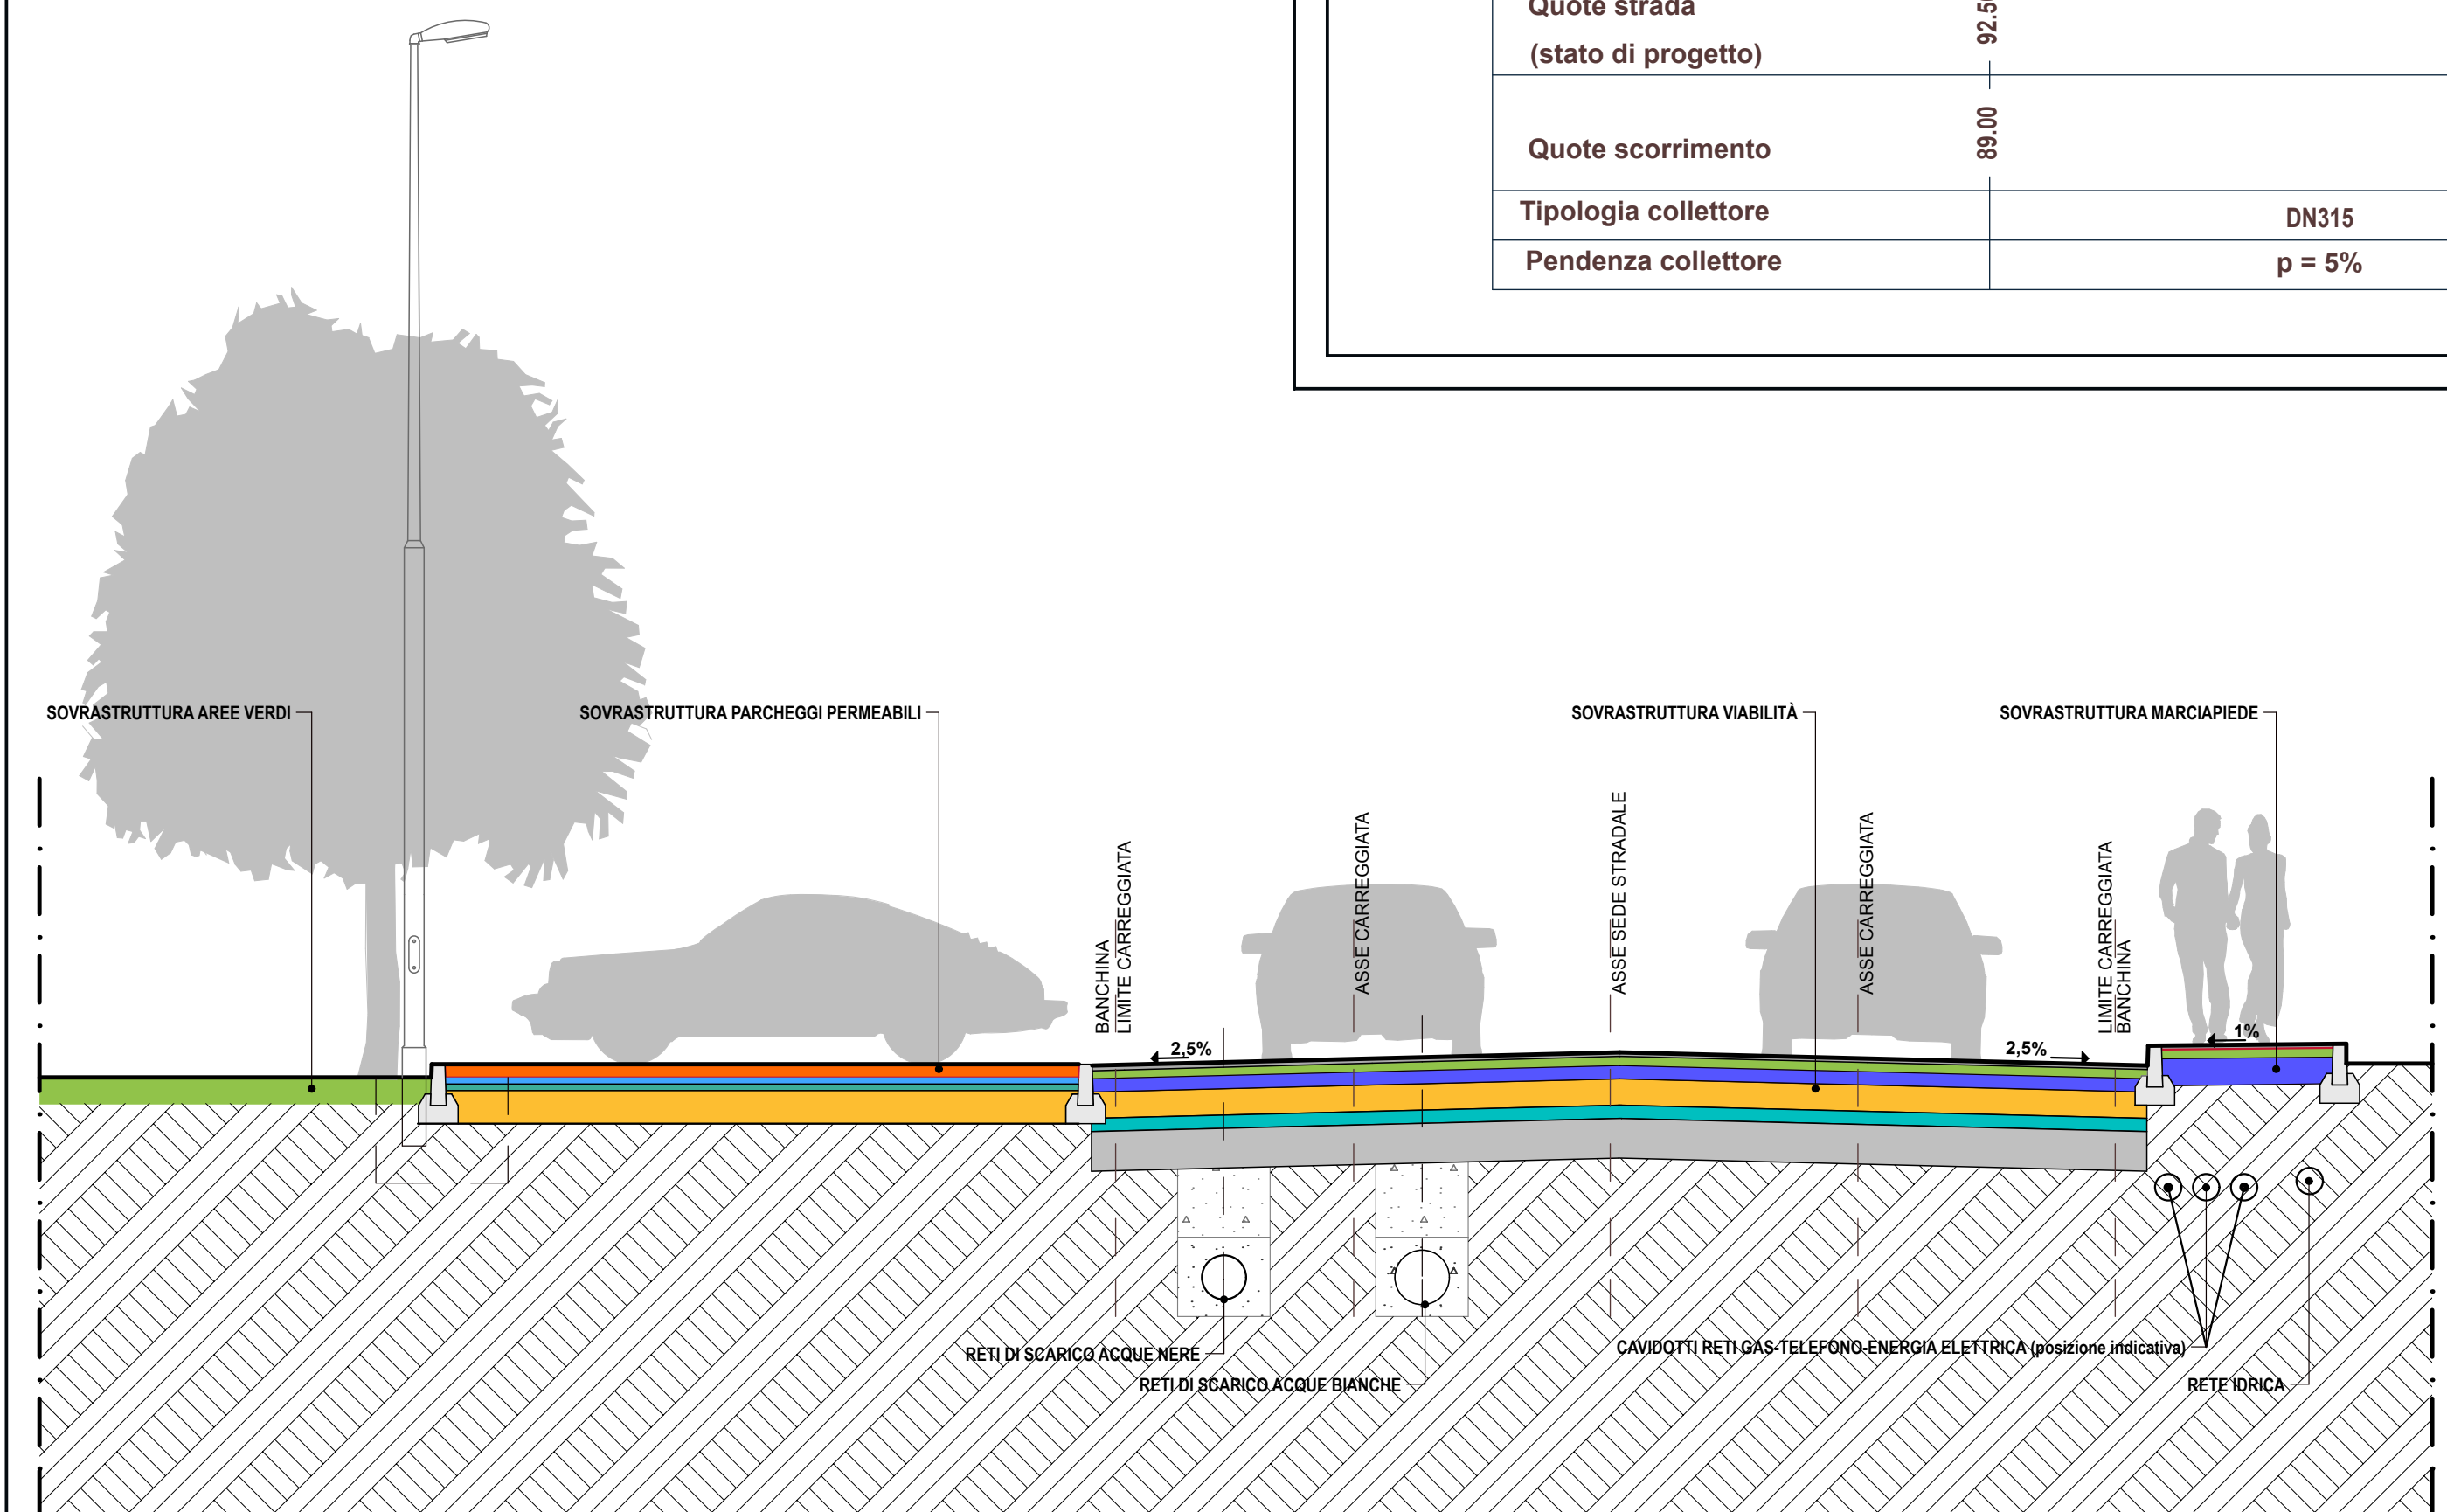 Quote strada
(stato di progetto)
92.50
Quote scorrimento
89.00
Tipologia collettore
DN315
Pendenza collettore
p = 5%
SOVRASTRUTTURA AREE VERDI
SOVRASTRUTTURA PARCHEGGI PERMEABILI
SOVRASTRUTTURA VIABILITÀ
SOVRASTRUTTURA MARCIAPIEDE
BANCHINA
LIMITE CARREGGIATA
ASSE CARREGGIATA
ASSE SEDE STRADALE
ASSE CARREGGIATA
LIMITE CARREGGIATA
BANCHINA
2,5%
2,5%
1%
RETI DI SCARICO ACQUE NERE
RETI DI SCARICO ACQUE BIANCHE
CAVIDOTTI RETI GAS-TELEFONO-ENERGIA ELETTRICA (posizione indicativa)
RETE IDRICA